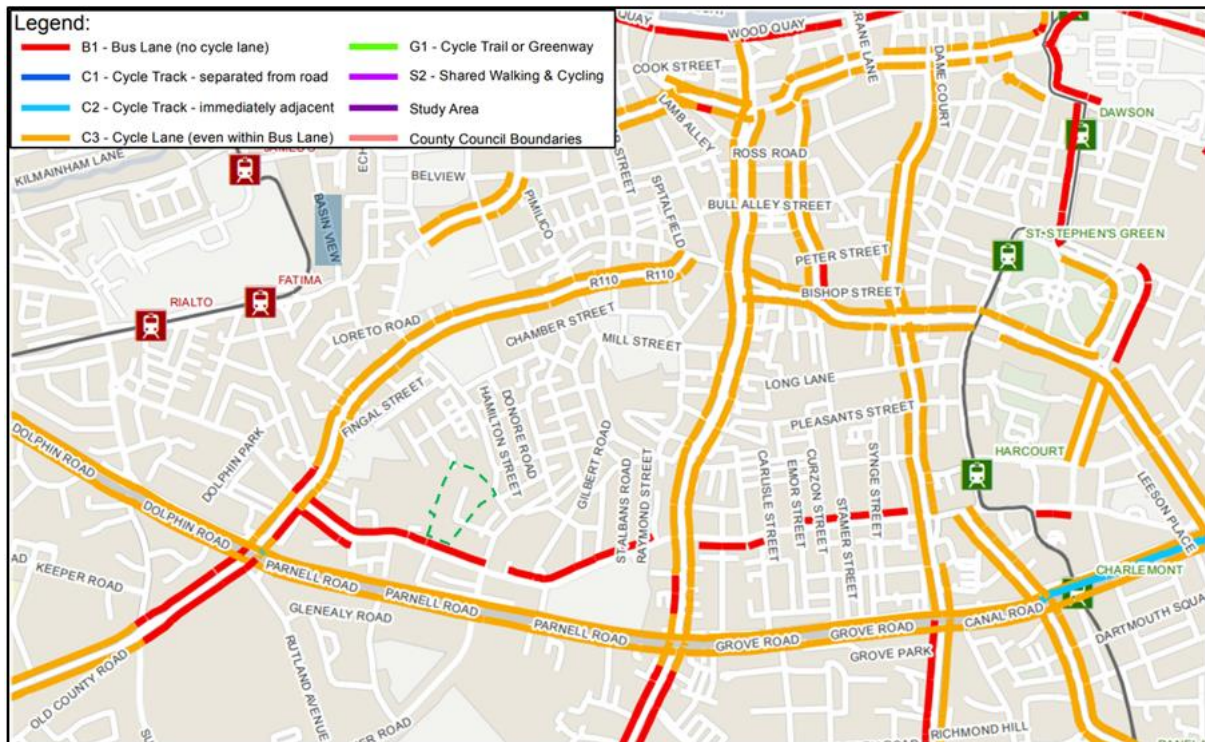 Legend:
B1 - Bus Lane (no cycle lane)
C1 - Cycle Track - separated from road
C2 - Cycle Track - immediately adjacent
C3 - Cycle Lane (even within Bus Lane)
G1 - Cycle Trail or Greenway
S2 - Shared Walking & Cycling
Study Area
County Council Boundaries
QUAY
WOOD QUAY
CRANE LANE
DAME COURT
COOK STREET
LAMB ALLEY
DAWSON
ROSS ROAD
KILMAINHAM LANE
BELVIEW
BASIN VIEW
PIMILICO
SPITALFIELD
BULL ALLEY STREET
ST. STEPHEN'S GREEN
PETER STREET
FATIMA
R110
R110
BISHOP STREET
RIALTO
LORETO ROAD
CHAMBER STREET
MILL STREET
LONG LANE
FINGAL STREET
HAMILTON STREET
DONORE ROAD
PLEASANTS STREET
DOLPHIN ROAD
DOLPHIN PARK
GILBERT ROAD
ST ALBANS ROAD
RAYMOND STREET
CARLISLE STREET
EMOR STREET
CURZON STREET
STAMER STREET
SYNGE STREET
HARCOURT
LEESON PLACE
DOLPHIN ROAD
KEEPER ROAD
PARNELL ROAD
PARNELL ROAD
GLENEALY ROAD
PARNELL ROAD
GROVE ROAD
GROVE ROAD
CANAL ROAD
CHARLEMONT
GROVE PARK
OLD COUNTY ROAD
RUTLAND AVENUE
RICHMOND HILL